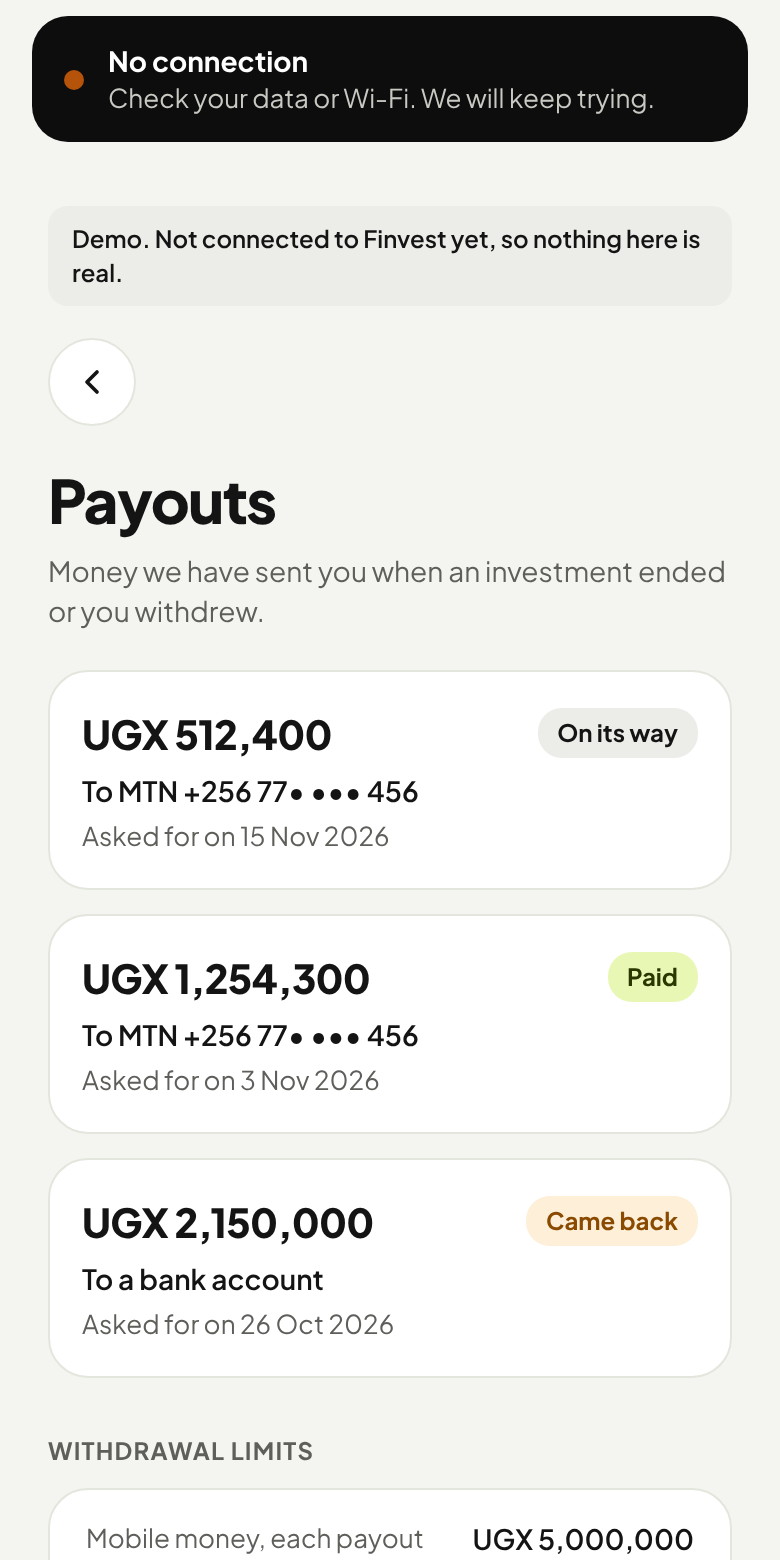 No connection
Check your data or Wi-Fi. We will keep trying.
Demo. Not connected to Finvest yet, so nothing here is
real.
Payouts
Money we have sent you when an investment ended
or you withdrew.
UGX 512,400
On its way
To MTN +256 77● ●●● 456
Asked for on 15 Nov 2026
UGX 1,254,300
Paid
To MTN +256 77● ●●● 456
Asked for on 3 Nov 2026
UGX 2,150,000
Came back
To a bank account
Asked for on 26 Oct 2026
WITHDRAWAL LIMITS
Mobile money, each payout
UGX 5,000,000